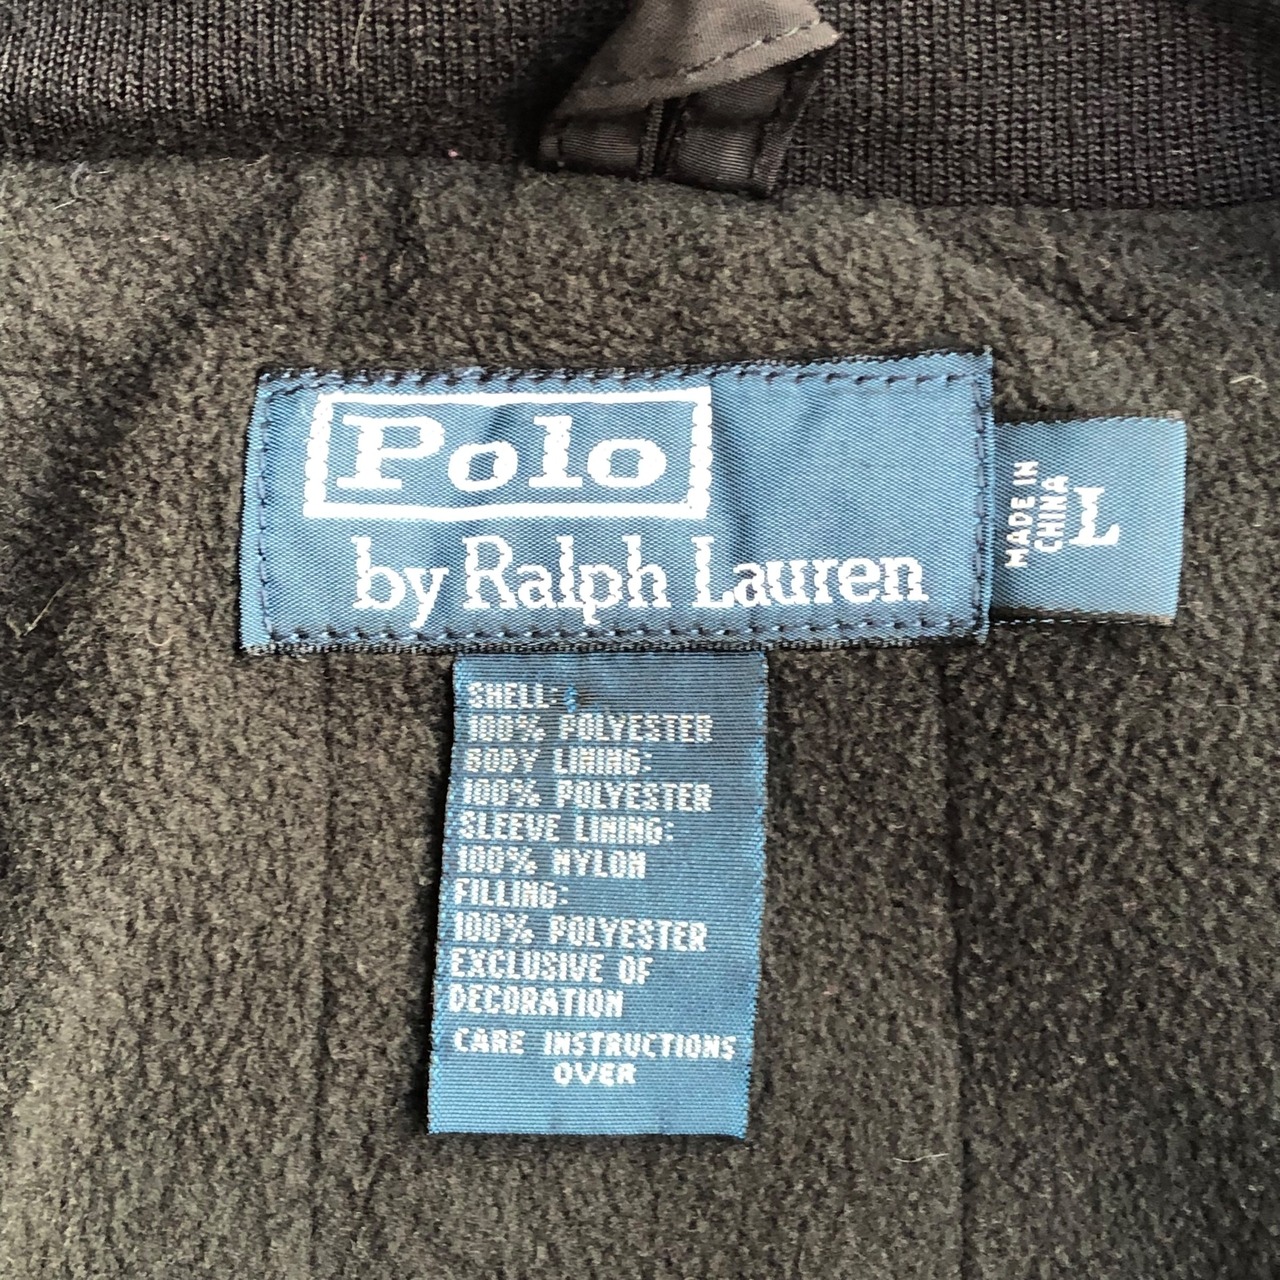 Polo
by Ralph Lauren
MADE IN
CHINA
L
SHELL:
100% POLYESTER
BODY LINING:
100% POLYESTER
SLEEVE LINING:
100% NYLON
FILLING:
100% POLYESTER
EXCLUSIVE OF
DECORATION
CARE INSTRUCTIONS
OVER